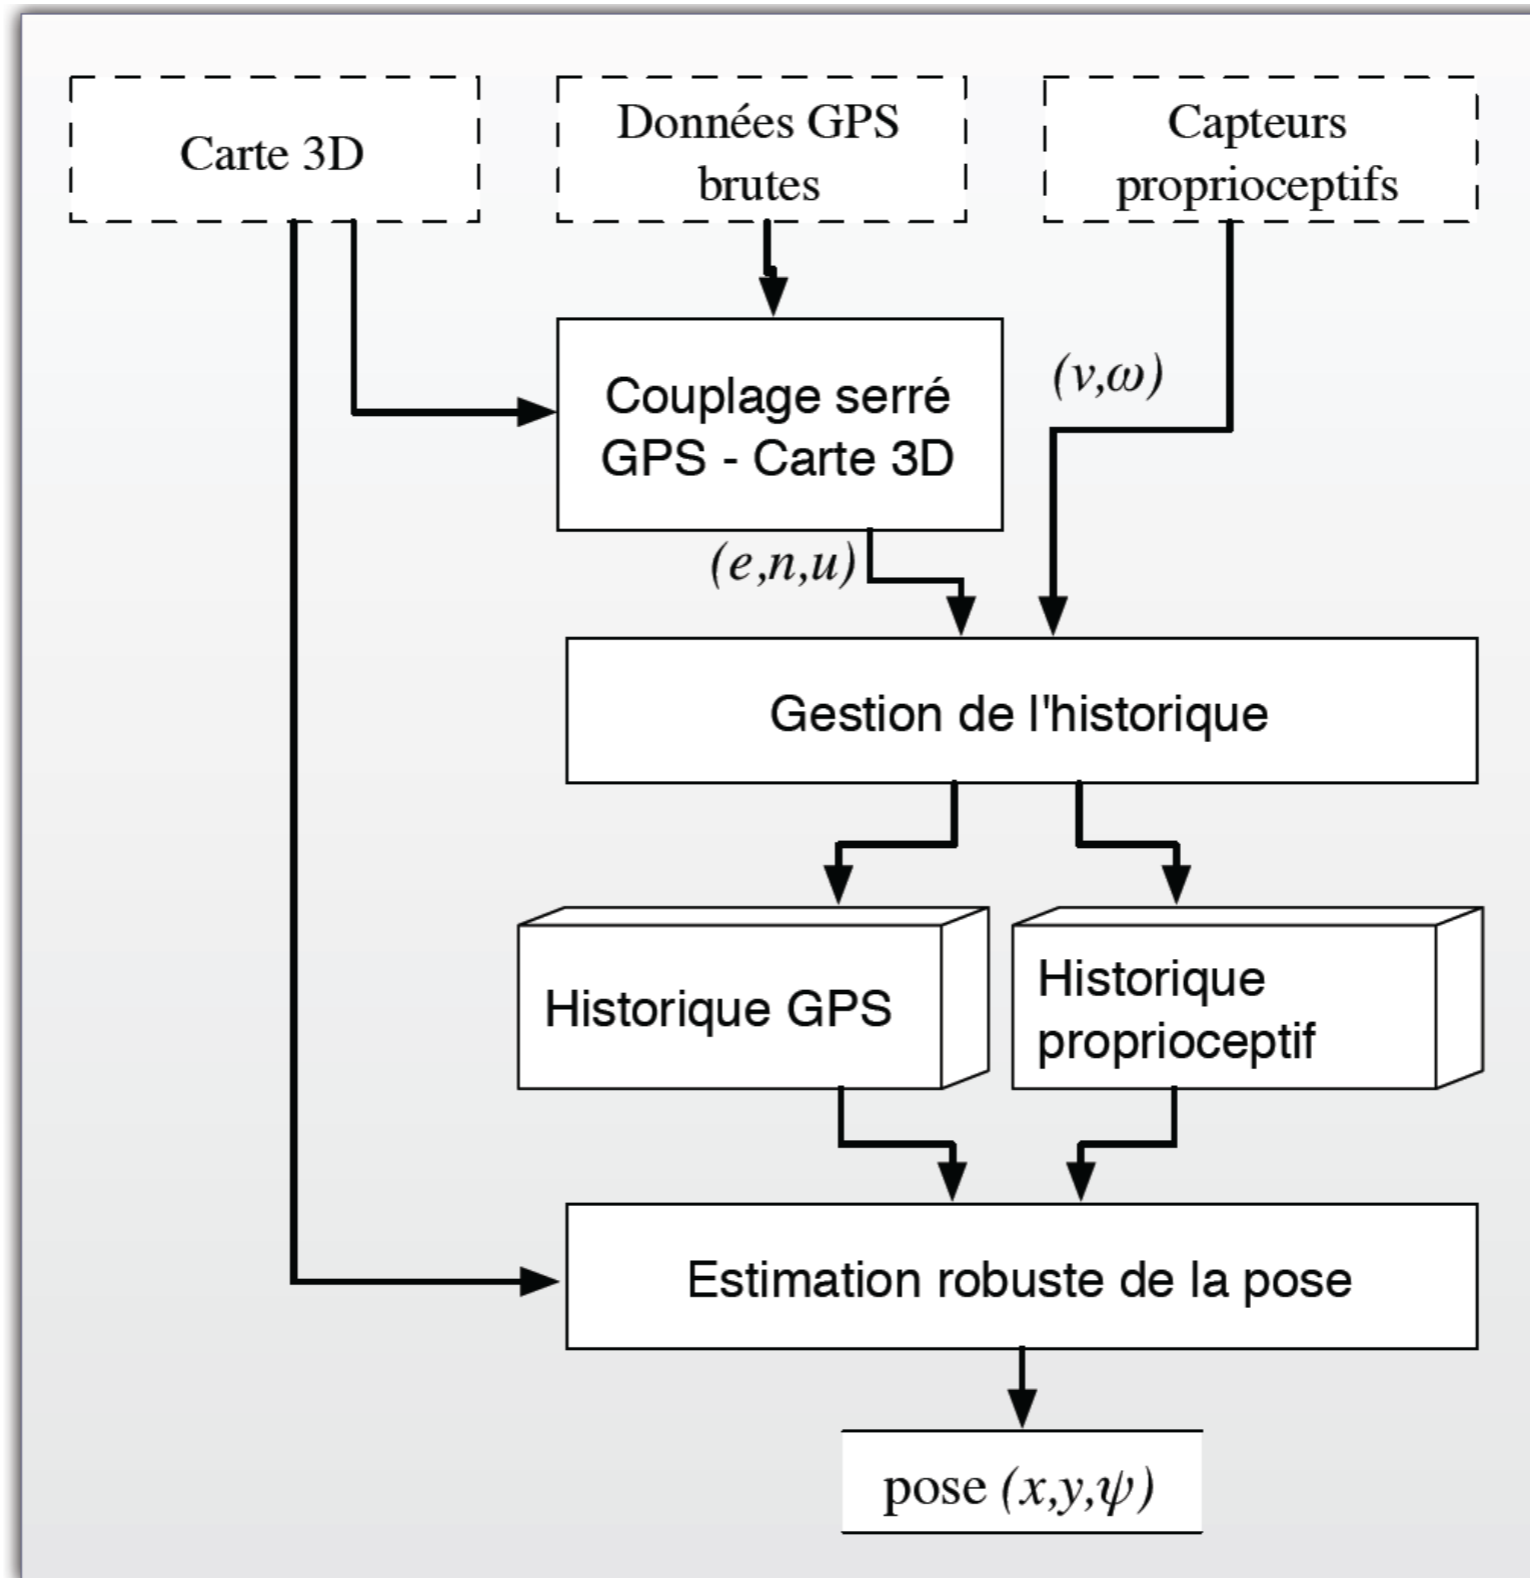 Carte 3D
Données GPS
brutes
Capteurs
proprioceptifs
Couplage serré
GPS - Carte 3D
(v,ω)
(e,n,u)
Gestion de l'historique
Historique GPS
Historique
proprioceptif
Estimation robuste de la pose
pose (x,y,ψ)